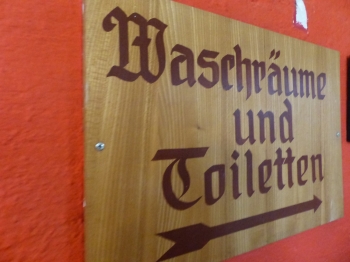 Waschräume
und
Toiletten